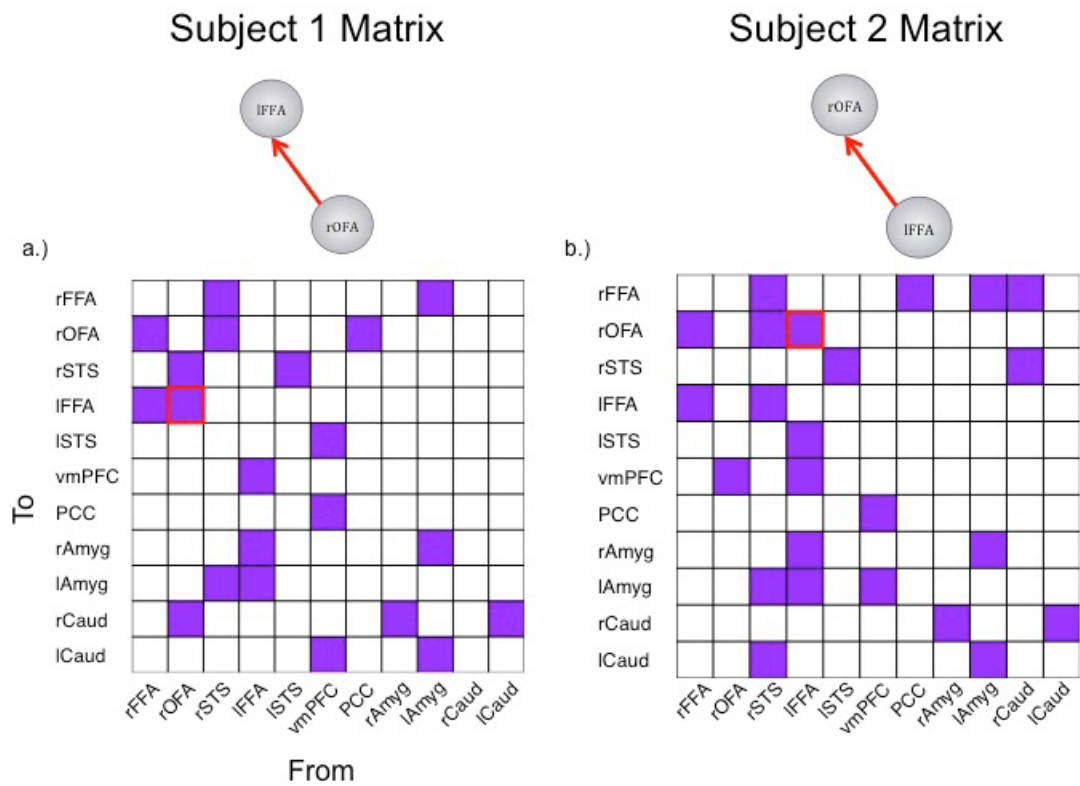 Subject 1 Matrix
lFFA
rOFA
a.)
rFFA
rOFA
rSTS
lFFA
lSTS
vmPFC
PCC
rAmyg
lAmyg
rCaud
lCaud
To
rFFA
rOFA
rSTS
lFFA
lSTS
vmPFC
PCC
rAmyg
lAmyg
rCaud
lCaud
From
Subject 2 Matrix
rOFA
lFFA
b.)
rFFA
rOFA
rSTS
lFFA
lSTS
vmPFC
PCC
rAmyg
lAmyg
rCaud
lCaud
rFFA
rOFA
rSTS
lFFA
lSTS
vmPFC
PCC
rAmyg
lAmyg
rCaud
lCaud